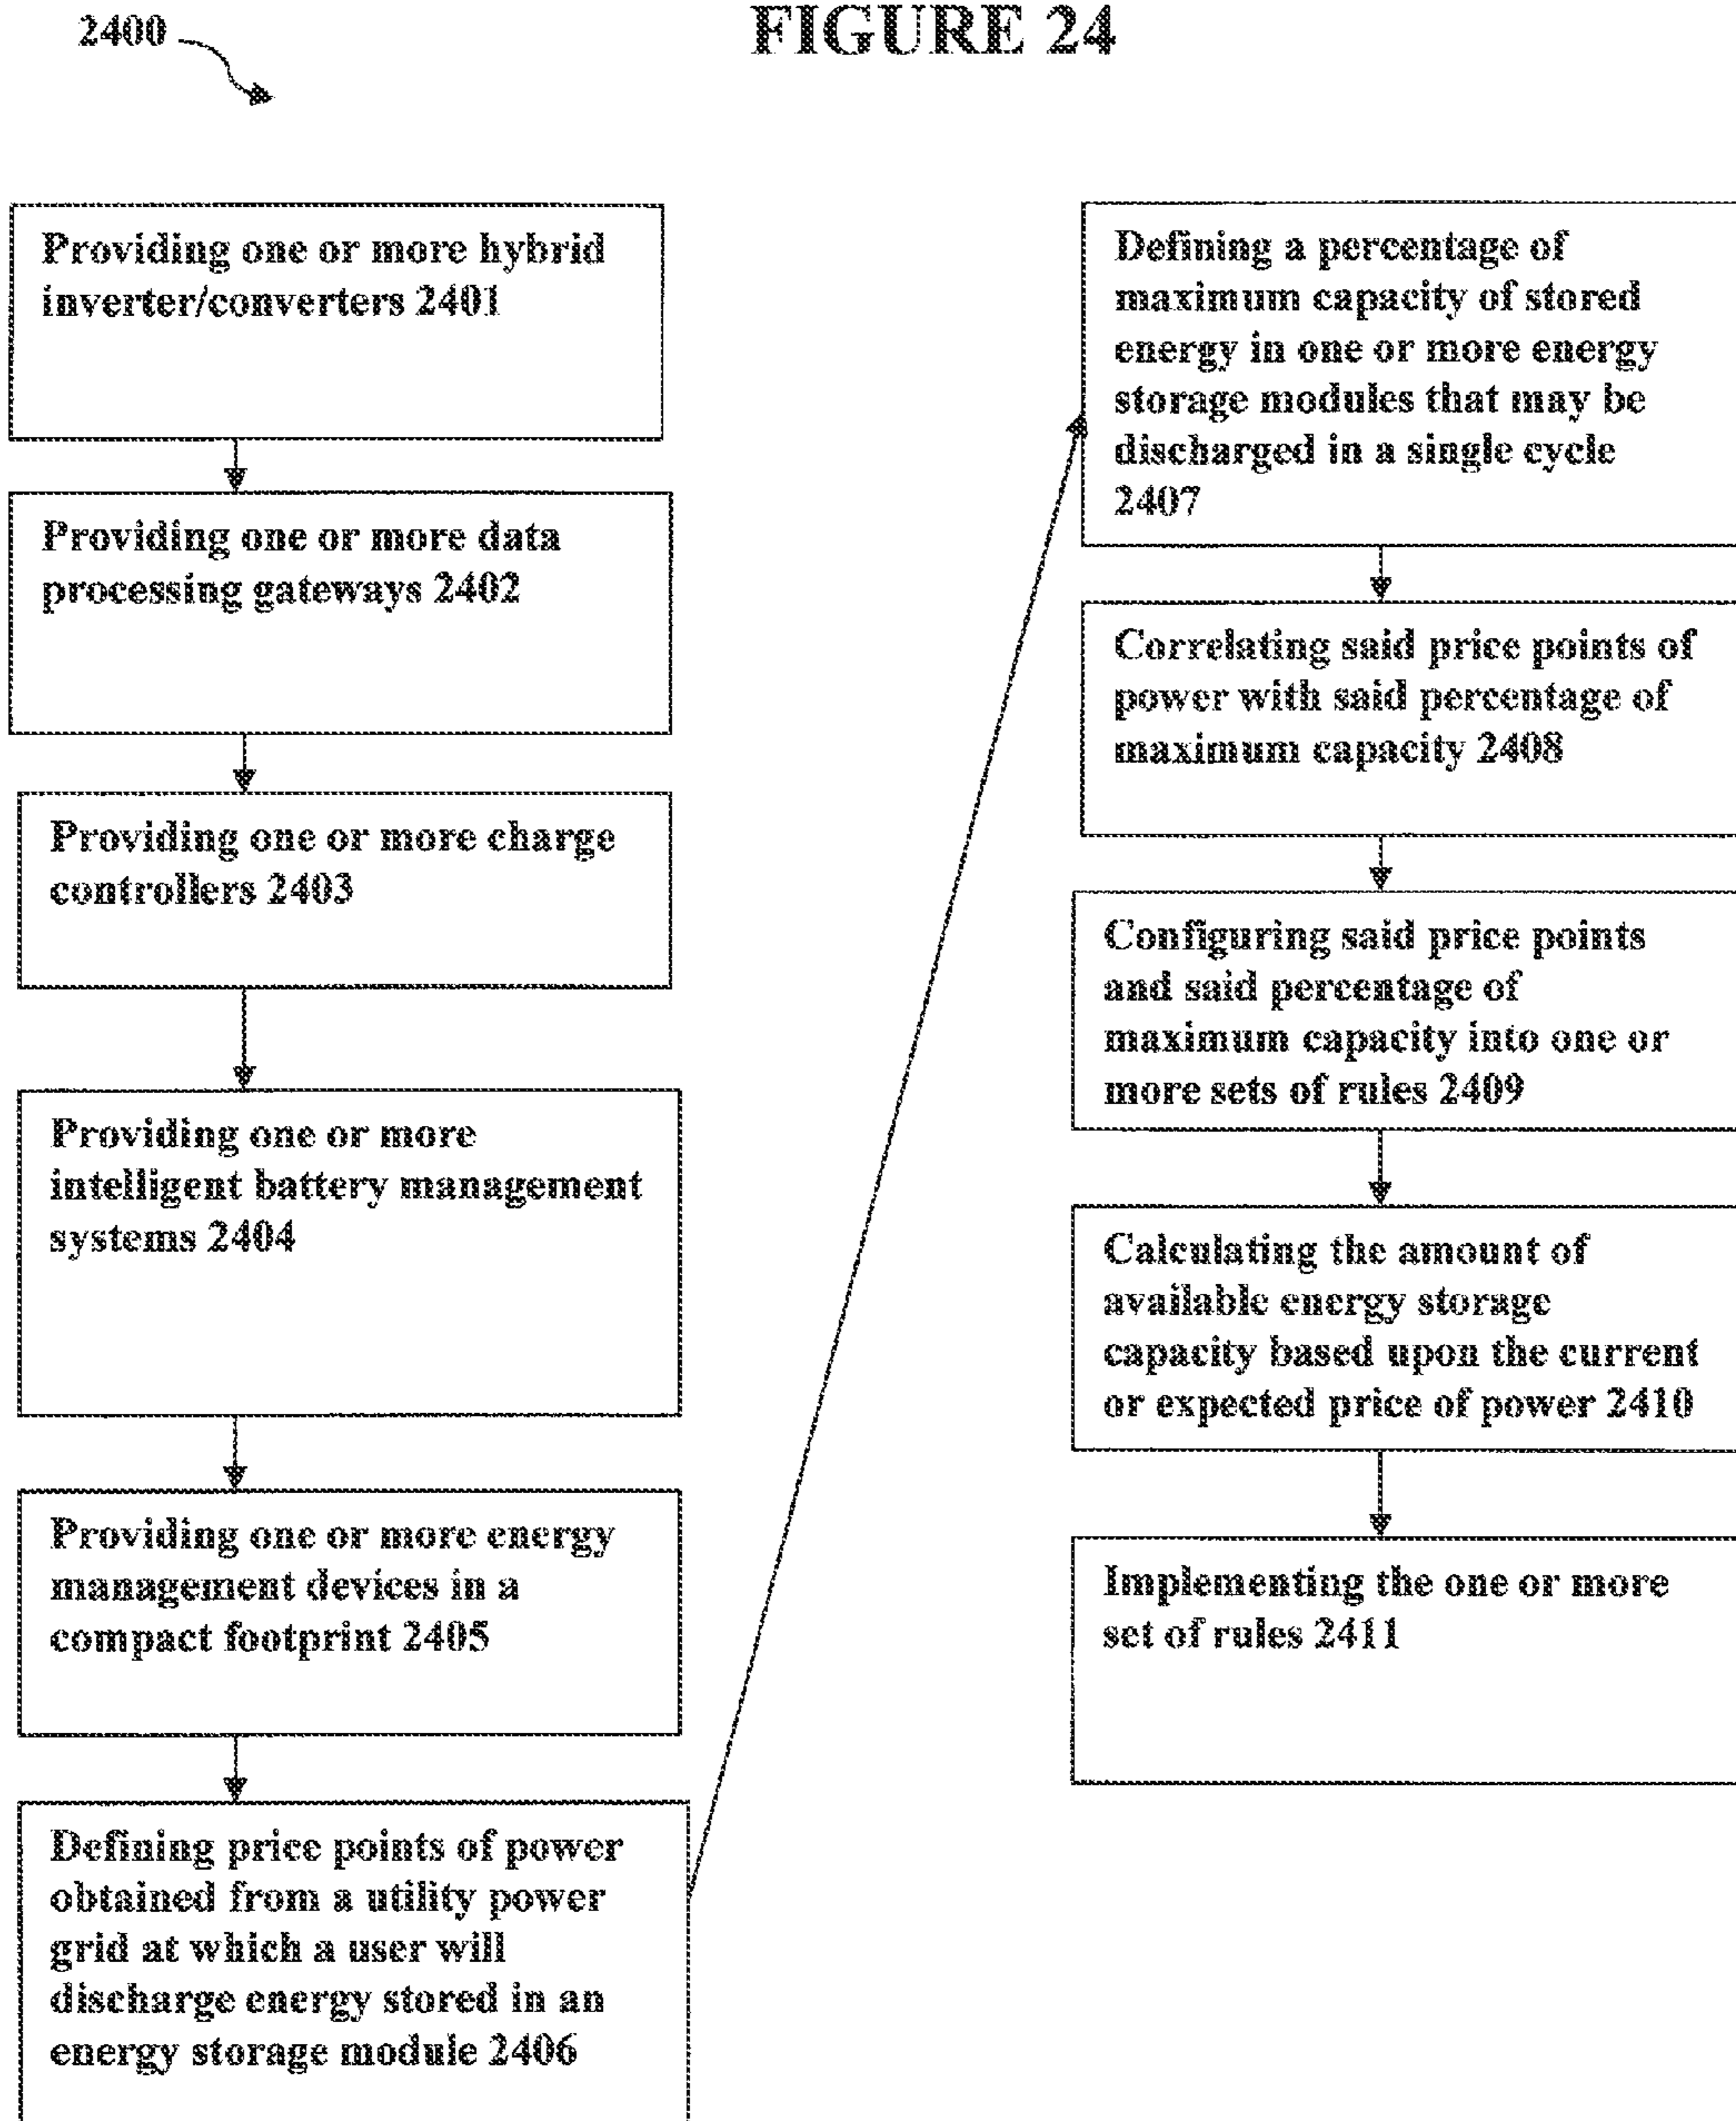 2400
FIGURE 24
Providing one or more hybrid
inverter/converters 2401
Providing one or more data
processing gateways 2402
Providing one or more charge
controllers 2403
Providing one or more
intelligent battery management
systems 2404
Providing one or more energy
management devices in a
compact footprint 2405
Defining price points of power
obtained from a utility power
grid at which a user will
discharge energy stored in an
energy storage module 2406
Defining a percentage of
maximum capacity of stored
energy in one or more energy
storage modules that may be
discharged in a single cycle
2407
Correlating said price points of
power with said percentage of
maximum capacity 2408
Configuring said price points
and said percentage of
maximum capacity into one or
more sets of rules 2409
Calculating the amount of
available energy storage
capacity based upon the current
or expected price of power 2410
Implementing the one or more
set of rules 2411